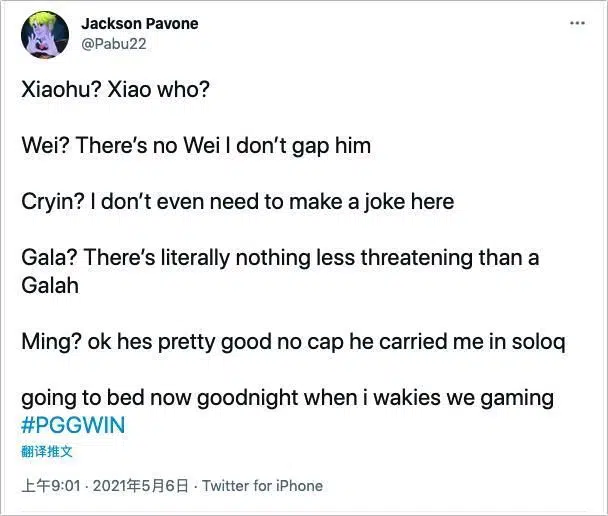 Jackson Pavone
@Pabu22
Xiaohu? Xiao who?
Wei? There's no Wei I don't gap him
Cryin? I don't even need to make a joke here
Gala? There's literally nothing less threatening than a
Galah
Ming? ok hes pretty good no cap he carried me in soloq
going to bed now goodnight when i wakies we gaming
#PGGWIN
翻译推文
上午9:01 · 2021年5月6日 · Twitter for iPhone